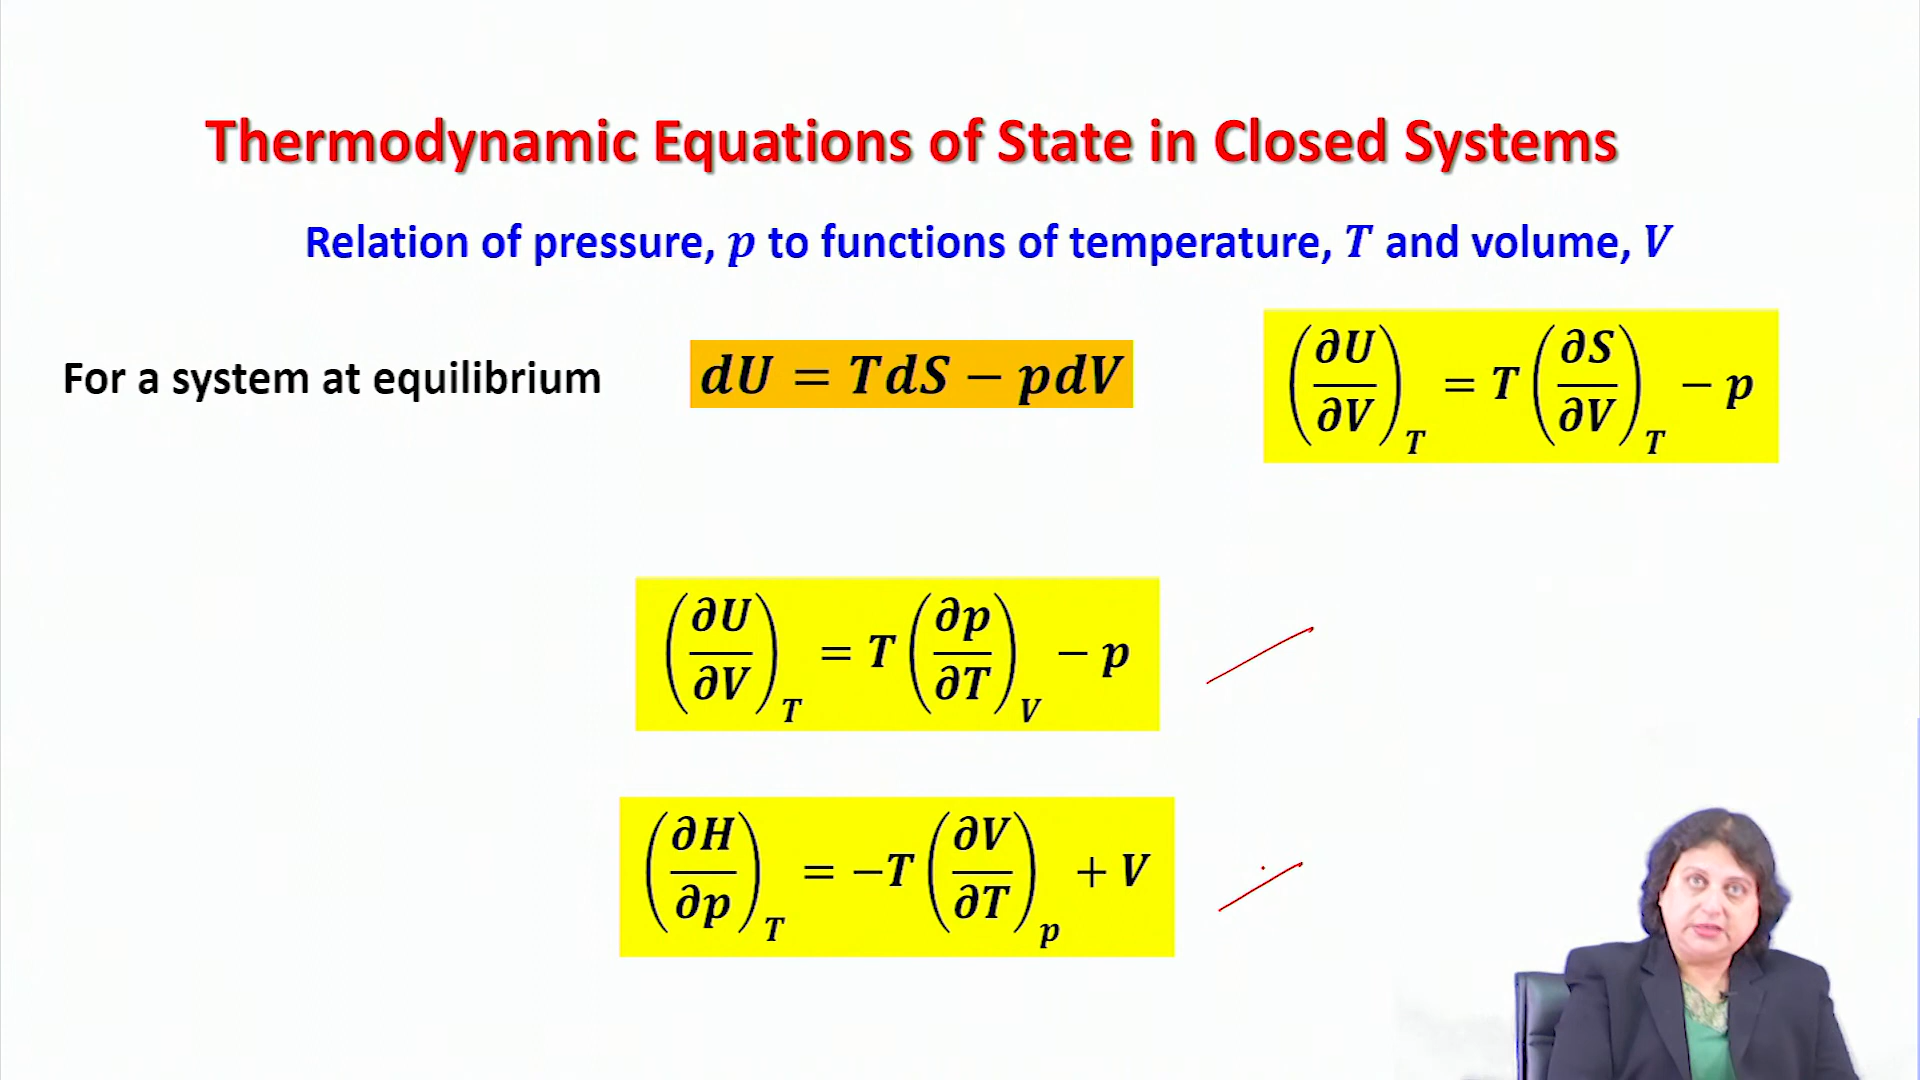 Thermodynamic Equations of State in Closed Systems
Relation of pressure, p to functions of temperature, T and volume, V
For a system at equilibrium
dU = TdS − pdV
(∂U/∂V)_T = T(∂S/∂V)_T − p
(∂U/∂V)_T = T(∂p/∂T)_V − p
(∂H/∂p)_T = −T(∂V/∂T)_p + V